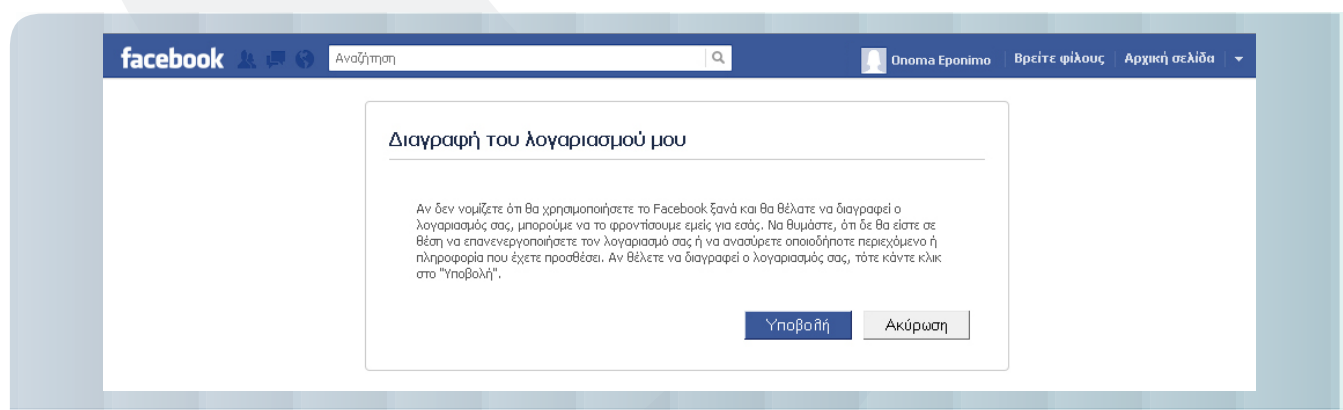 facebook Αναζήτηση Onoma Eponimo Βρείτε φίλους Αρχική σελίδα
Διαγραφή του λογαριασμού μου
Αν δεν νομίζετε ότι θα χρησιμοποιήσετε το Facebook ξανά και θα θέλατε να διαγραφεί ο
λογαριασμός σας, μπορούμε να το φροντίσουμε εμείς για εσάς. Να θυμάστε, ότι δε θα είστε σε
θέση να επανενεργοποιήσετε τον λογαριασμό σας ή να ανασύρετε οποιοδήποτε περιεχόμενο ή
πληροφορία που έχετε προσθέσει. Αν θέλετε να διαγραφεί ο λογαριασμός σας, τότε κάντε κλικ
στο "Υποβολή".
Υποβολή Ακύρωση